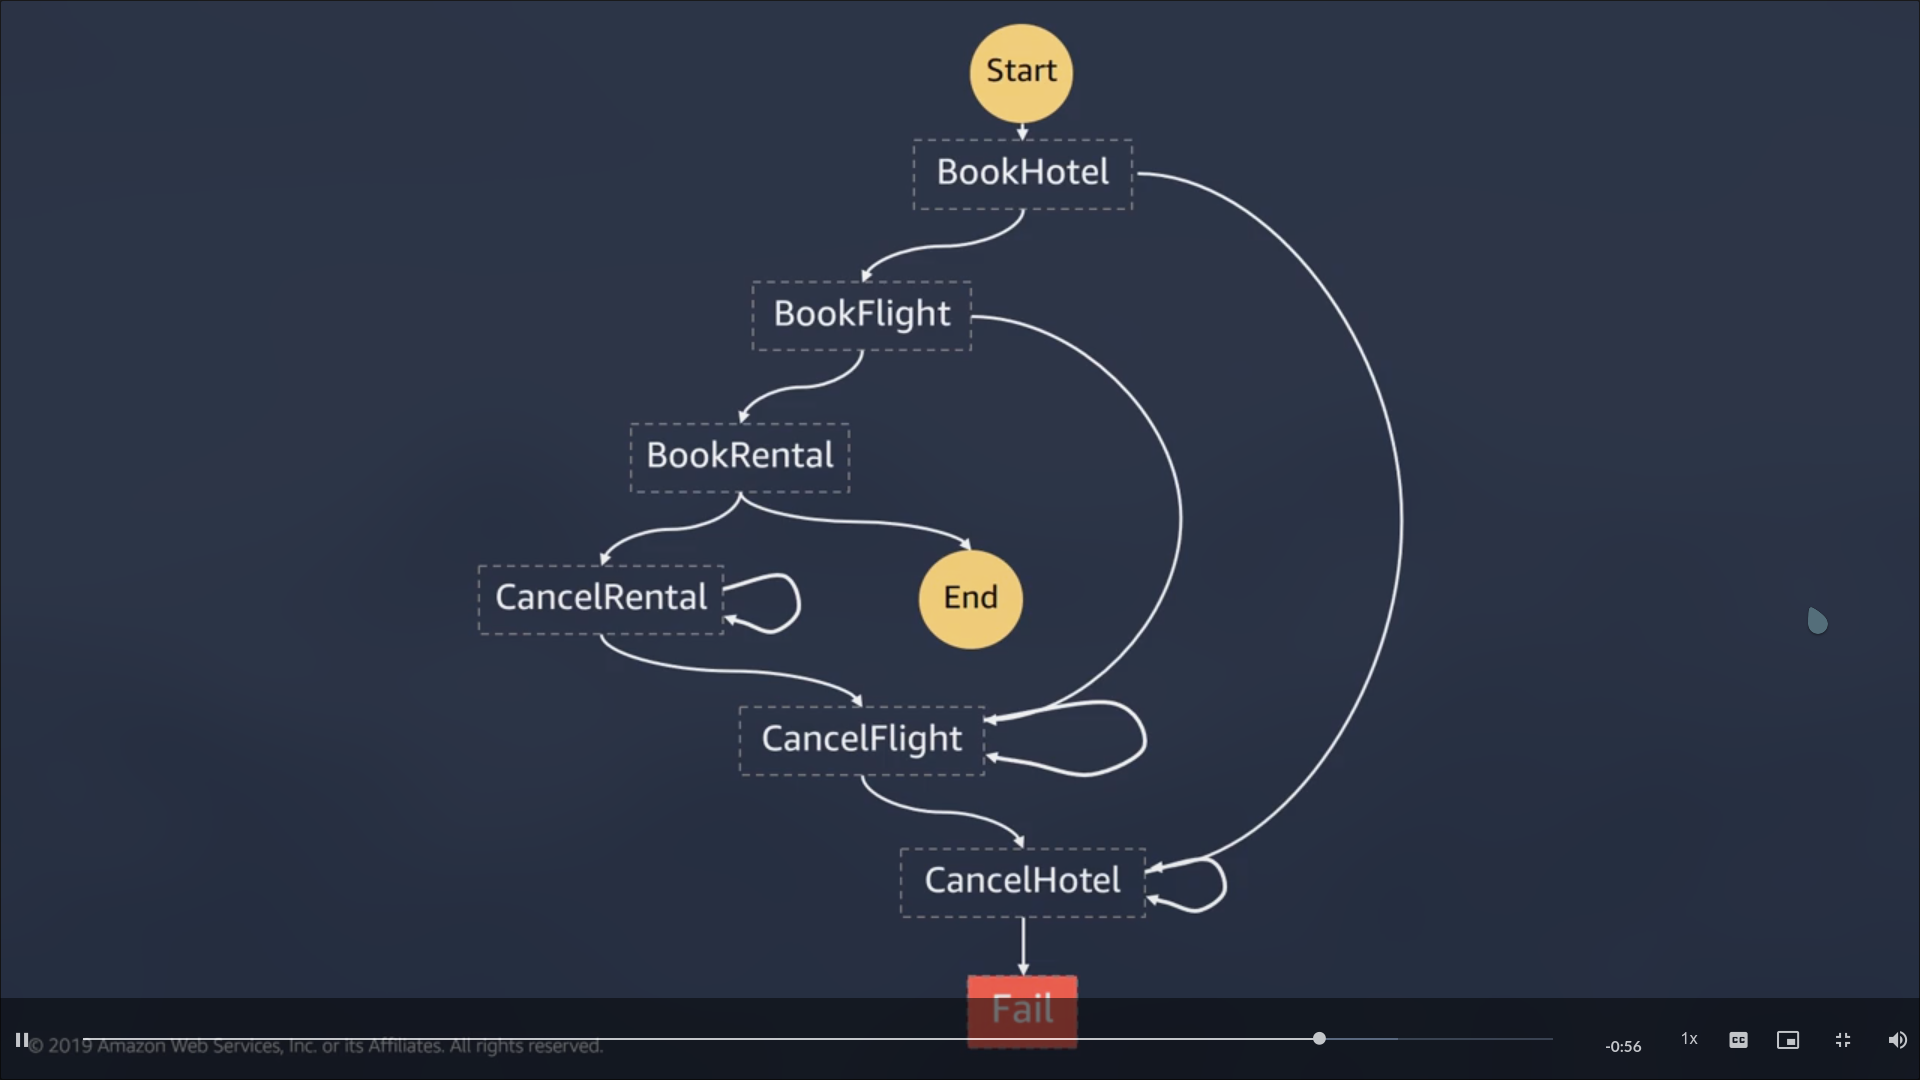 Start
BookHotel
BookFlight
BookRental
CancelRental
End
CancelFlight
CancelHotel
Fail
© 2019 Amazon Web Services, Inc. or its Affiliates. All rights reserved.
-0:56
1x
CC